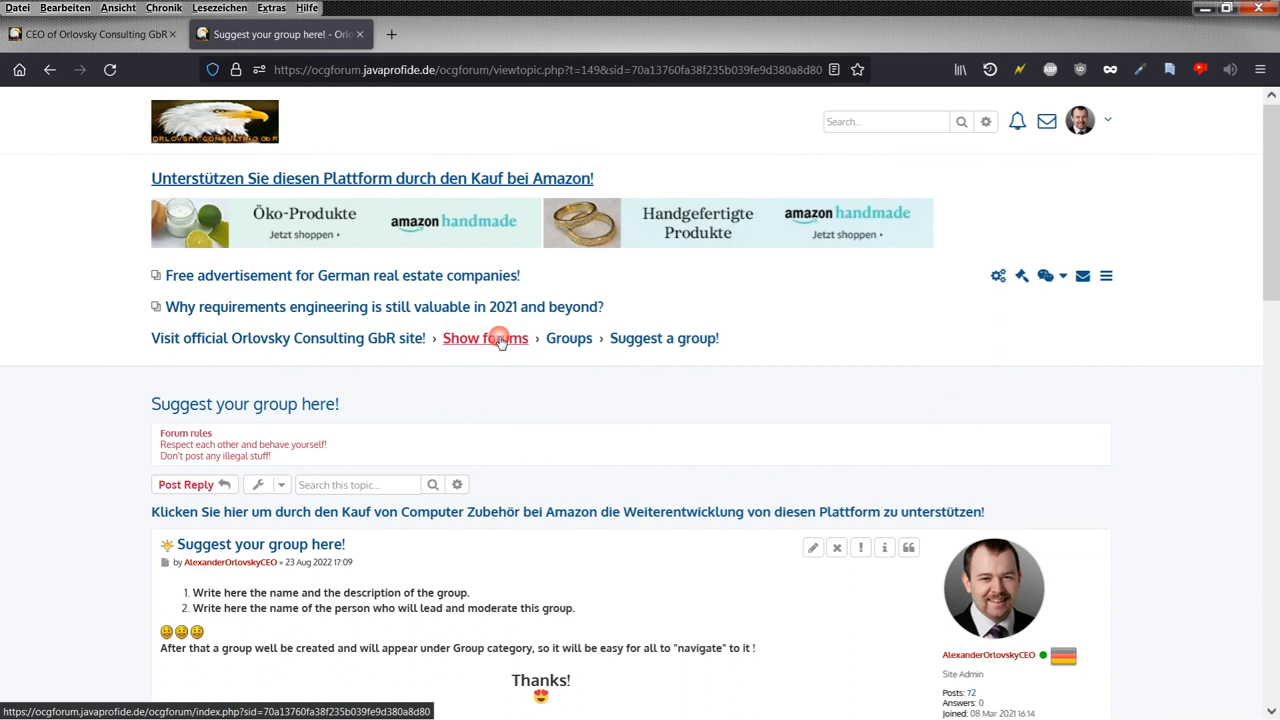 Datei Bearbeiten Ansicht Chronik Lesezeichen Extras Hilfe
CEO of Orlovsky Consulting GbR
Suggest your group here! - Orlo
https://ocgforum.javaprofide.de/ocgforum/viewtopic.php?t=149&sid=70a13760fa38f235b039fe9d380a8d80
ORLOVSKY CONSULTING GbR
Search...
Unterstützen Sie diesen Plattform durch den Kauf bei Amazon!
Öko-Produkte
Jetzt shoppen
amazon handmade
Handgefertigte
Produkte
amazon handmade
Jetzt shoppen
Free advertisement for German real estate companies!
Why requirements engineering is still valuable in 2021 and beyond?
Visit official Orlovsky Consulting GbR site! › Show forums › Groups › Suggest a group!
Suggest your group here!
Forum rules
Respect each other and behave yourself!
Don't post any illegal stuff!
Post Reply
Search this topic...
Klicken Sie hier um durch den Kauf von Computer Zubehör bei Amazon die Weiterentwicklung von diesen Plattform zu unterstützen!
Suggest your group here!
by AlexanderOrlovskyCEO » 23 Aug 2022 17:09
1. Write here the name and the description of the group.
2. Write here the name of the person who will lead and moderate this group.
After that a group well be created and will appear under Group category, so it will be easy for all to "navigate" to it !
Thanks!
AlexanderOrlovskyCEO
Site Admin
Posts: 72
Answers: 0
Joined: 08 Mar 2021 16:14
https://ocgforum.javaprofide.de/ocgforum/index.php?sid=70a13760fa38f235b039fe9d380a8d80